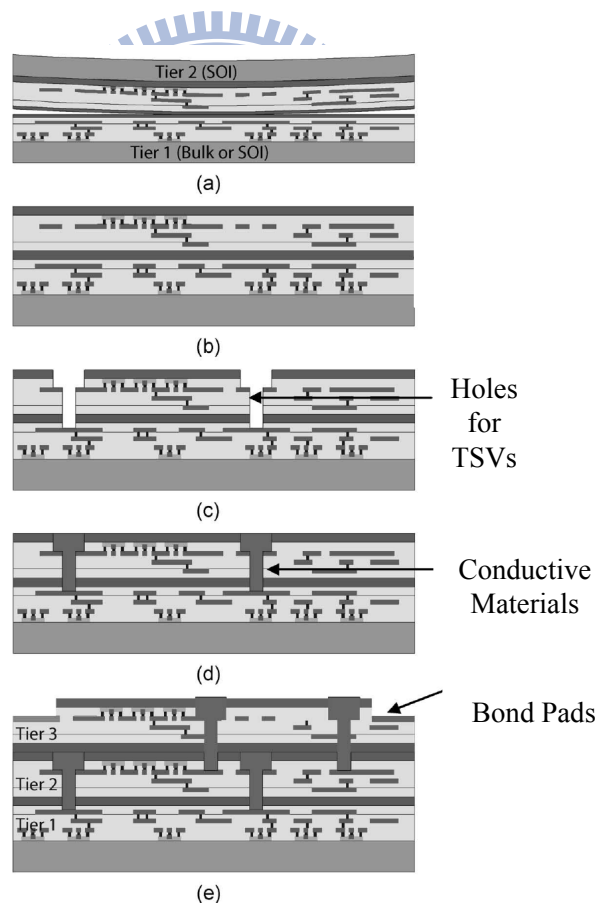 Tier 2 (SOI)
Tier 1 (Bulk or SOI)
(a)
(b)
Holes
for
TSVs
(c)
Conductive
Materials
(d)
Bond Pads
Tier 3
Tier 2
Tier 1
(e)